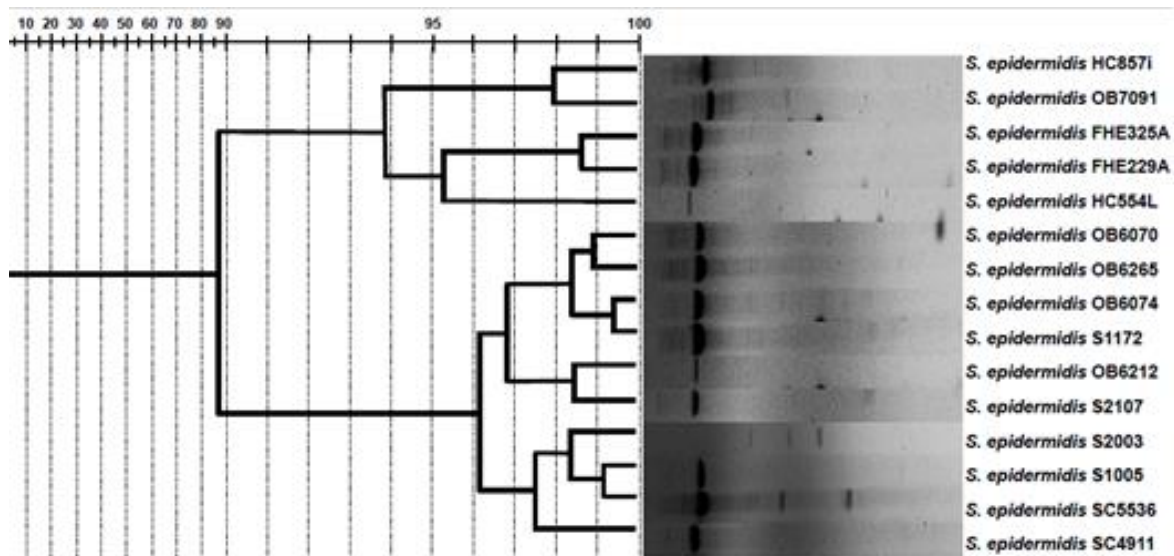 10 20 30 40 50 60 70 80 90 95 100
S. epidermidis HC857i
S. epidermidis OB7091
S. epidermidis FHE325A
S. epidermidis FHE229A
S. epidermidis HC554L
S. epidermidis OB6070
S. epidermidis OB6265
S. epidermidis OB6074
S. epidermidis S1172
S. epidermidis OB6212
S. epidermidis S2107
S. epidermidis S2003
S. epidermidis S1005
S. epidermidis SC5536
S. epidermidis SC4911